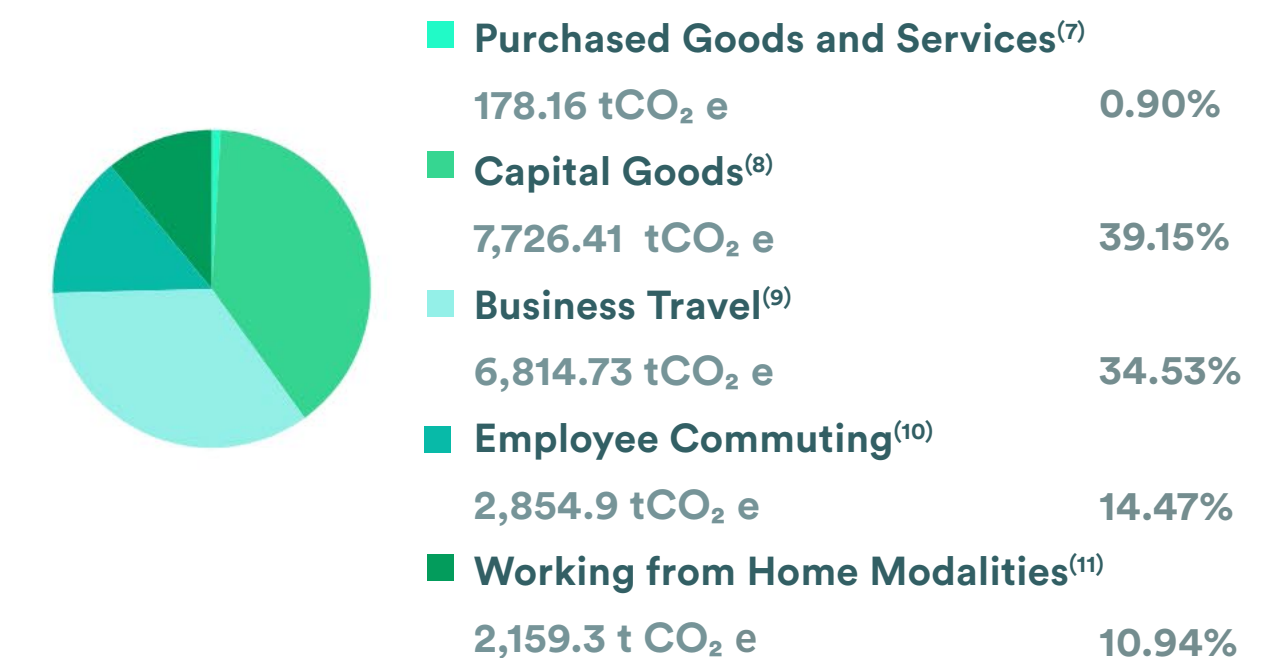 Purchased Goods and Services(7)
178.16 tCO₂ e 0.90%
Capital Goods(8)
7,726.41 tCO₂ e 39.15%
Business Travel(9)
6,814.73 tCO₂ e 34.53%
Employee Commuting(10)
2,854.9 tCO₂ e 14.47%
Working from Home Modalities(11)
2,159.3 t CO₂ e 10.94%